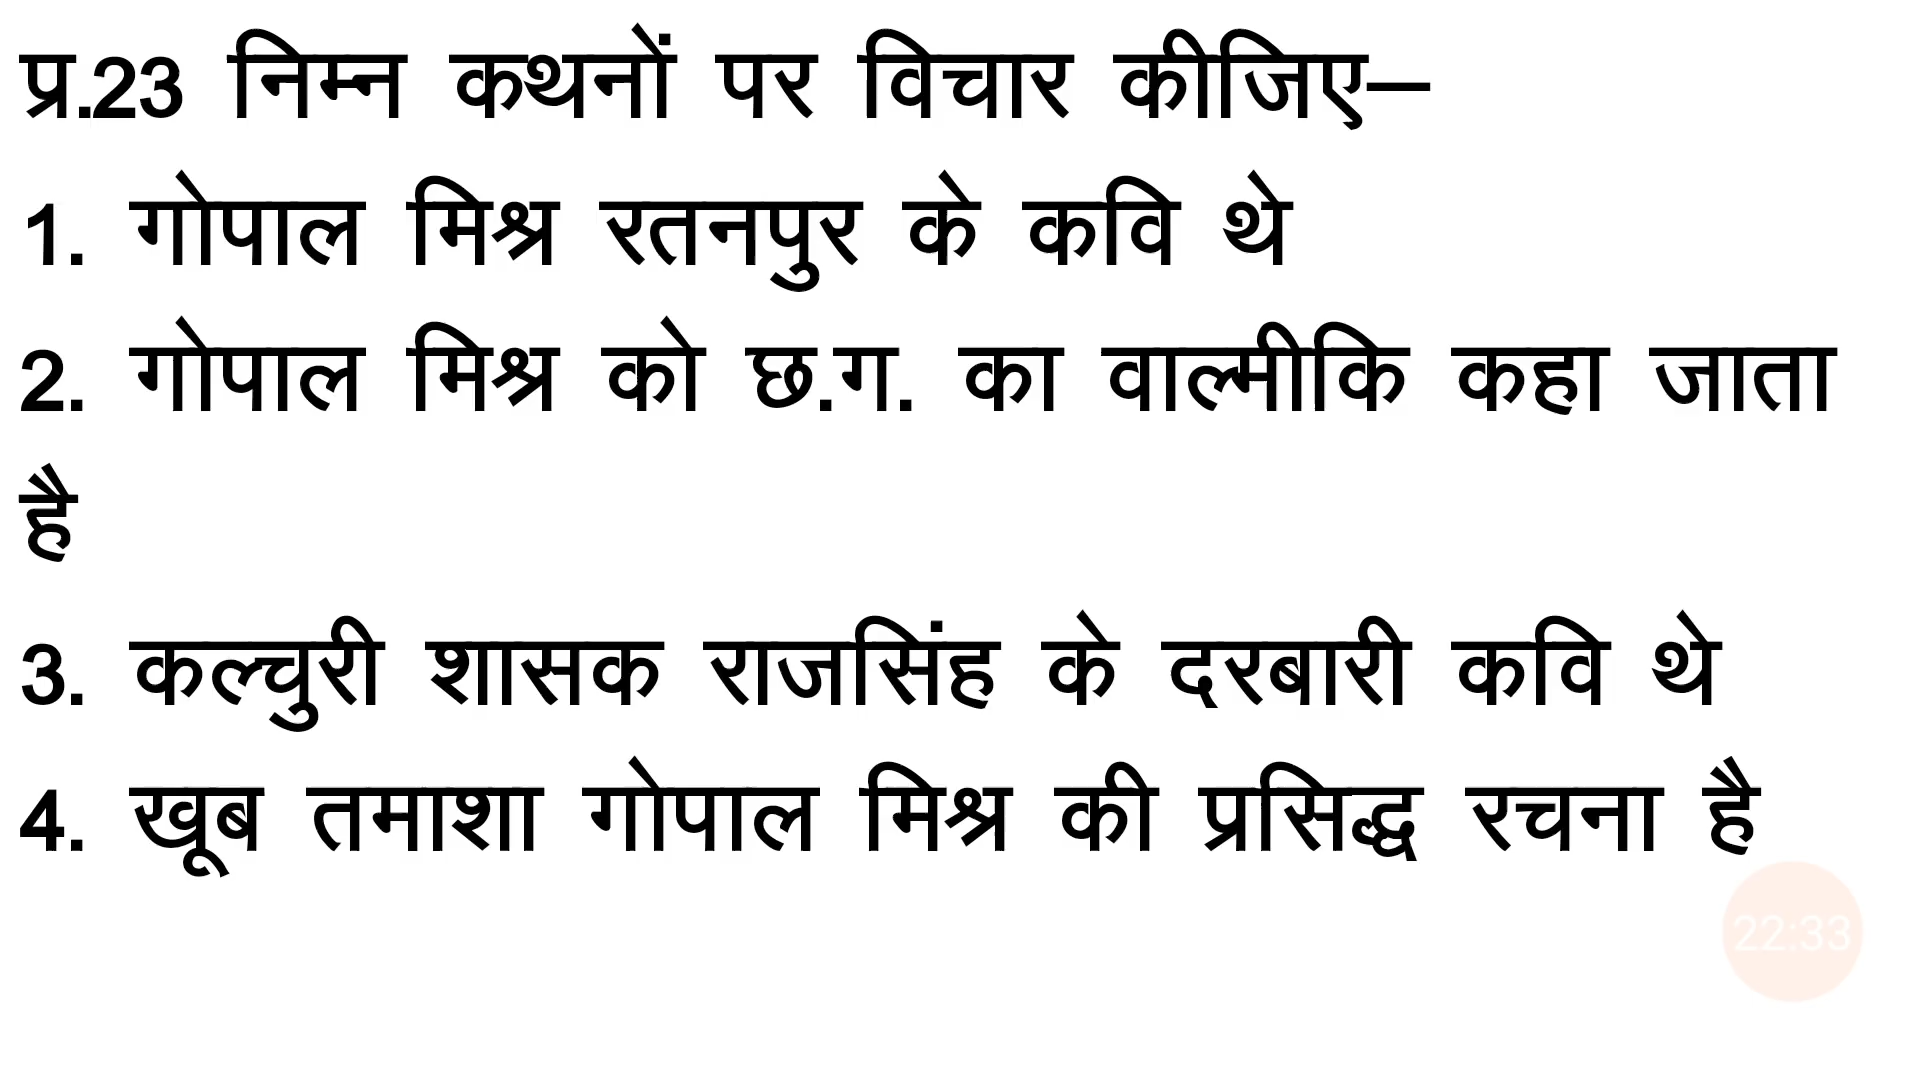 प्र.23 निम्न कथनों पर विचार कीजिए–
1. गोपाल मिश्र रतनपुर के कवि थे
2. गोपाल मिश्र को छ.ग. का वाल्मीकि कहा जाता
है
3. कल्चुरी शासक राजसिंह के दरबारी कवि थे
4. खूब तमाशा गोपाल मिश्र की प्रसिद्ध रचना है
22:33